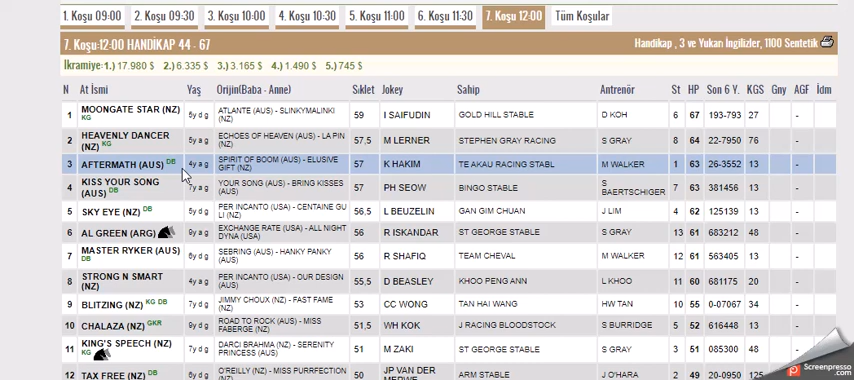 1. Koşu 09:00 2. Koşu 09:30 3. Koşu 10:00 4. Koşu 10:30 5. Koşu 11:00 6. Koşu 11:30 7. Koşu 12:00 Tüm Koşular
7. Koşu:12:00 HANDİKAP 44 - 67 Handikap , 3 ve Yukarı İngilizler, 1100 Sentetik
İkramiye: 1.) 17.980 $ 2.) 6.335 $ 3.) 3.165 $ 4.) 1.490 $ 5.) 745 $
N At İsmi Yaş Orijin(Baba - Anne) Sıklet Jokey Sahip Antrenör St HP Son 6 Y. KGS Gny AGF İdm
1 MOONGATE STAR (NZ) KG 5y d g ATLANTE (AUS) - SLINKYMALINKI (NZ) 59 I SAIFUDIN GOLD HILL STABLE D KOH 6 67 193-793 27 -
2 HEAVENLY DANCER (NZ) KG 6y a g ECHOES OF HEAVEN (AUS) - LA PIN (NZ) 57,5 M LERNER STEPHEN GRAY RACING S GRAY 8 64 22-7950 76 -
3 AFTERMATH (AUS) DB 4y a g SPIRIT OF BOOM (AUS) - ELUSIVE GIFT (NZ) 57 K HAKIM TE AKAU RACING STABL M WALKER 1 63 26-3552 13 -
4 KISS YOUR SONG (AUS) DB 7y a g YOUR SONG (AUS) - BRING KISSES (AUS) 57 PH SEOW BINGO STABLE S BAERTSCHIGER 7 63 381456 13 -
5 SKY EYE (NZ) DB 5y d g PER INCANTO (USA) - CENTAINE GU LI (NZ) 56,5 L BEUZELIN GAN GIM CHUAN J LIM 4 62 125139 13 -
6 AL GREEN (ARG) 9y d g EXCHANGE RATE (USA) - ALL NIGHT DYNA (USA) 56 R ISKANDAR ST GEORGE STABLE S GRAY 13 61 683212 48 -
7 MASTER RYKER (AUS) DB 6y d g SEBRING (AUS) - HANKY PANKY (AUS) 56 R SHAFIQ TEAM CHEVAL M WALKER 12 61 563405 13 -
8 STRONG N SMART (NZ) 4y a g PER INCANTO (USA) - OUR DESIGN (AUS) 55,5 D BEASLEY KHOO PENG ANN L KHOO 11 60 681175 20 -
9 BLITZING (NZ) KG DB 7y d g JIMMY CHOUX (NZ) - FAST FAME (NZ) 53 CC WONG TAN HAI WANG HW TAN 10 55 0-07067 34 -
10 CHALAZA (NZ) GKR 9y d g ROAD TO ROCK (AUS) - MISS FABERGE (NZ) 51,5 WH KOK J RACING BLOODSTOCK S BURRIDGE 5 52 616448 13 -
11 KING'S SPEECH (NZ) KG 7y d g DARCI BRAHMA (NZ) - SERENITY PRINCESS (AUS) 51 M ZAKI ST GEORGE STABLE S GRAY 3 51 085300 48 -
12 TAX FREE (NZ) DB 6y d g O'REILLY (NZ) - MISS PURRFECTION (NZ) 50 JP VAN DER MERWE ARM STABLE J 2 49 20-0950 125 -
Screenpresso
.com